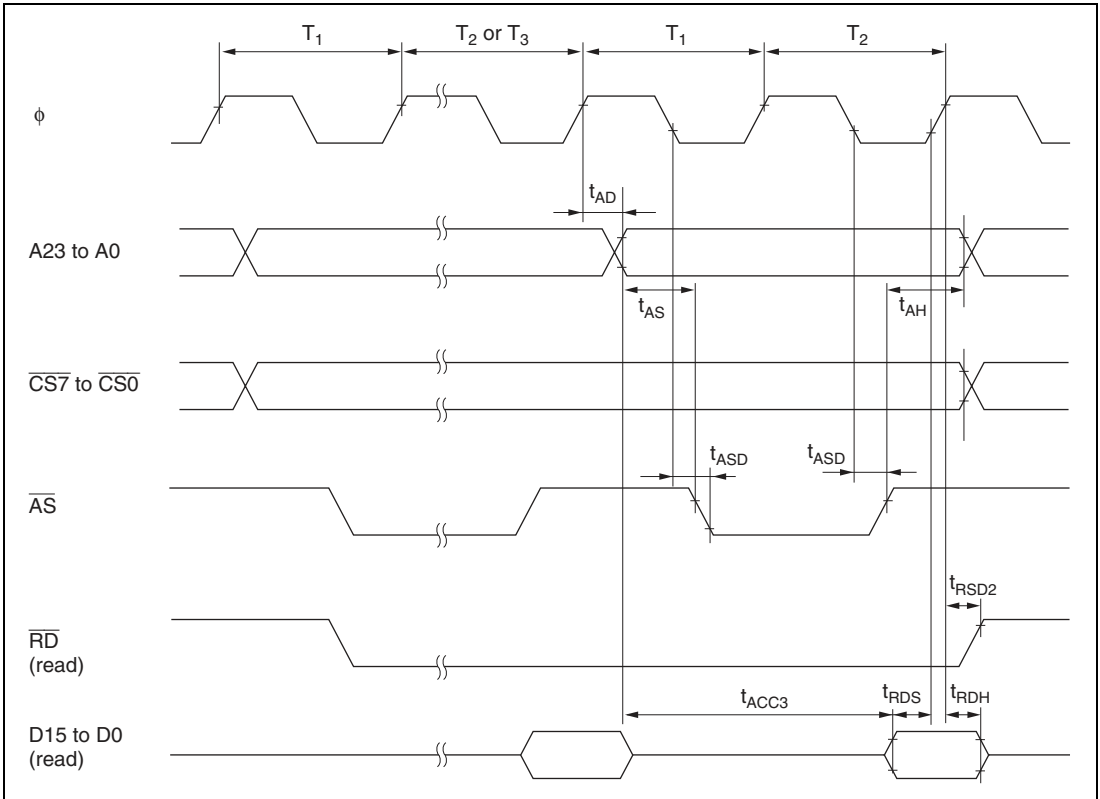 T1 T2 or T3 T1 T2
φ
tAD
A23 to A0
tAS tAH
CS7 to CS0
tASD tASD
AS
tRSD2
RD
(read)
tACC3 tRDS tRDH
D15 to D0
(read)